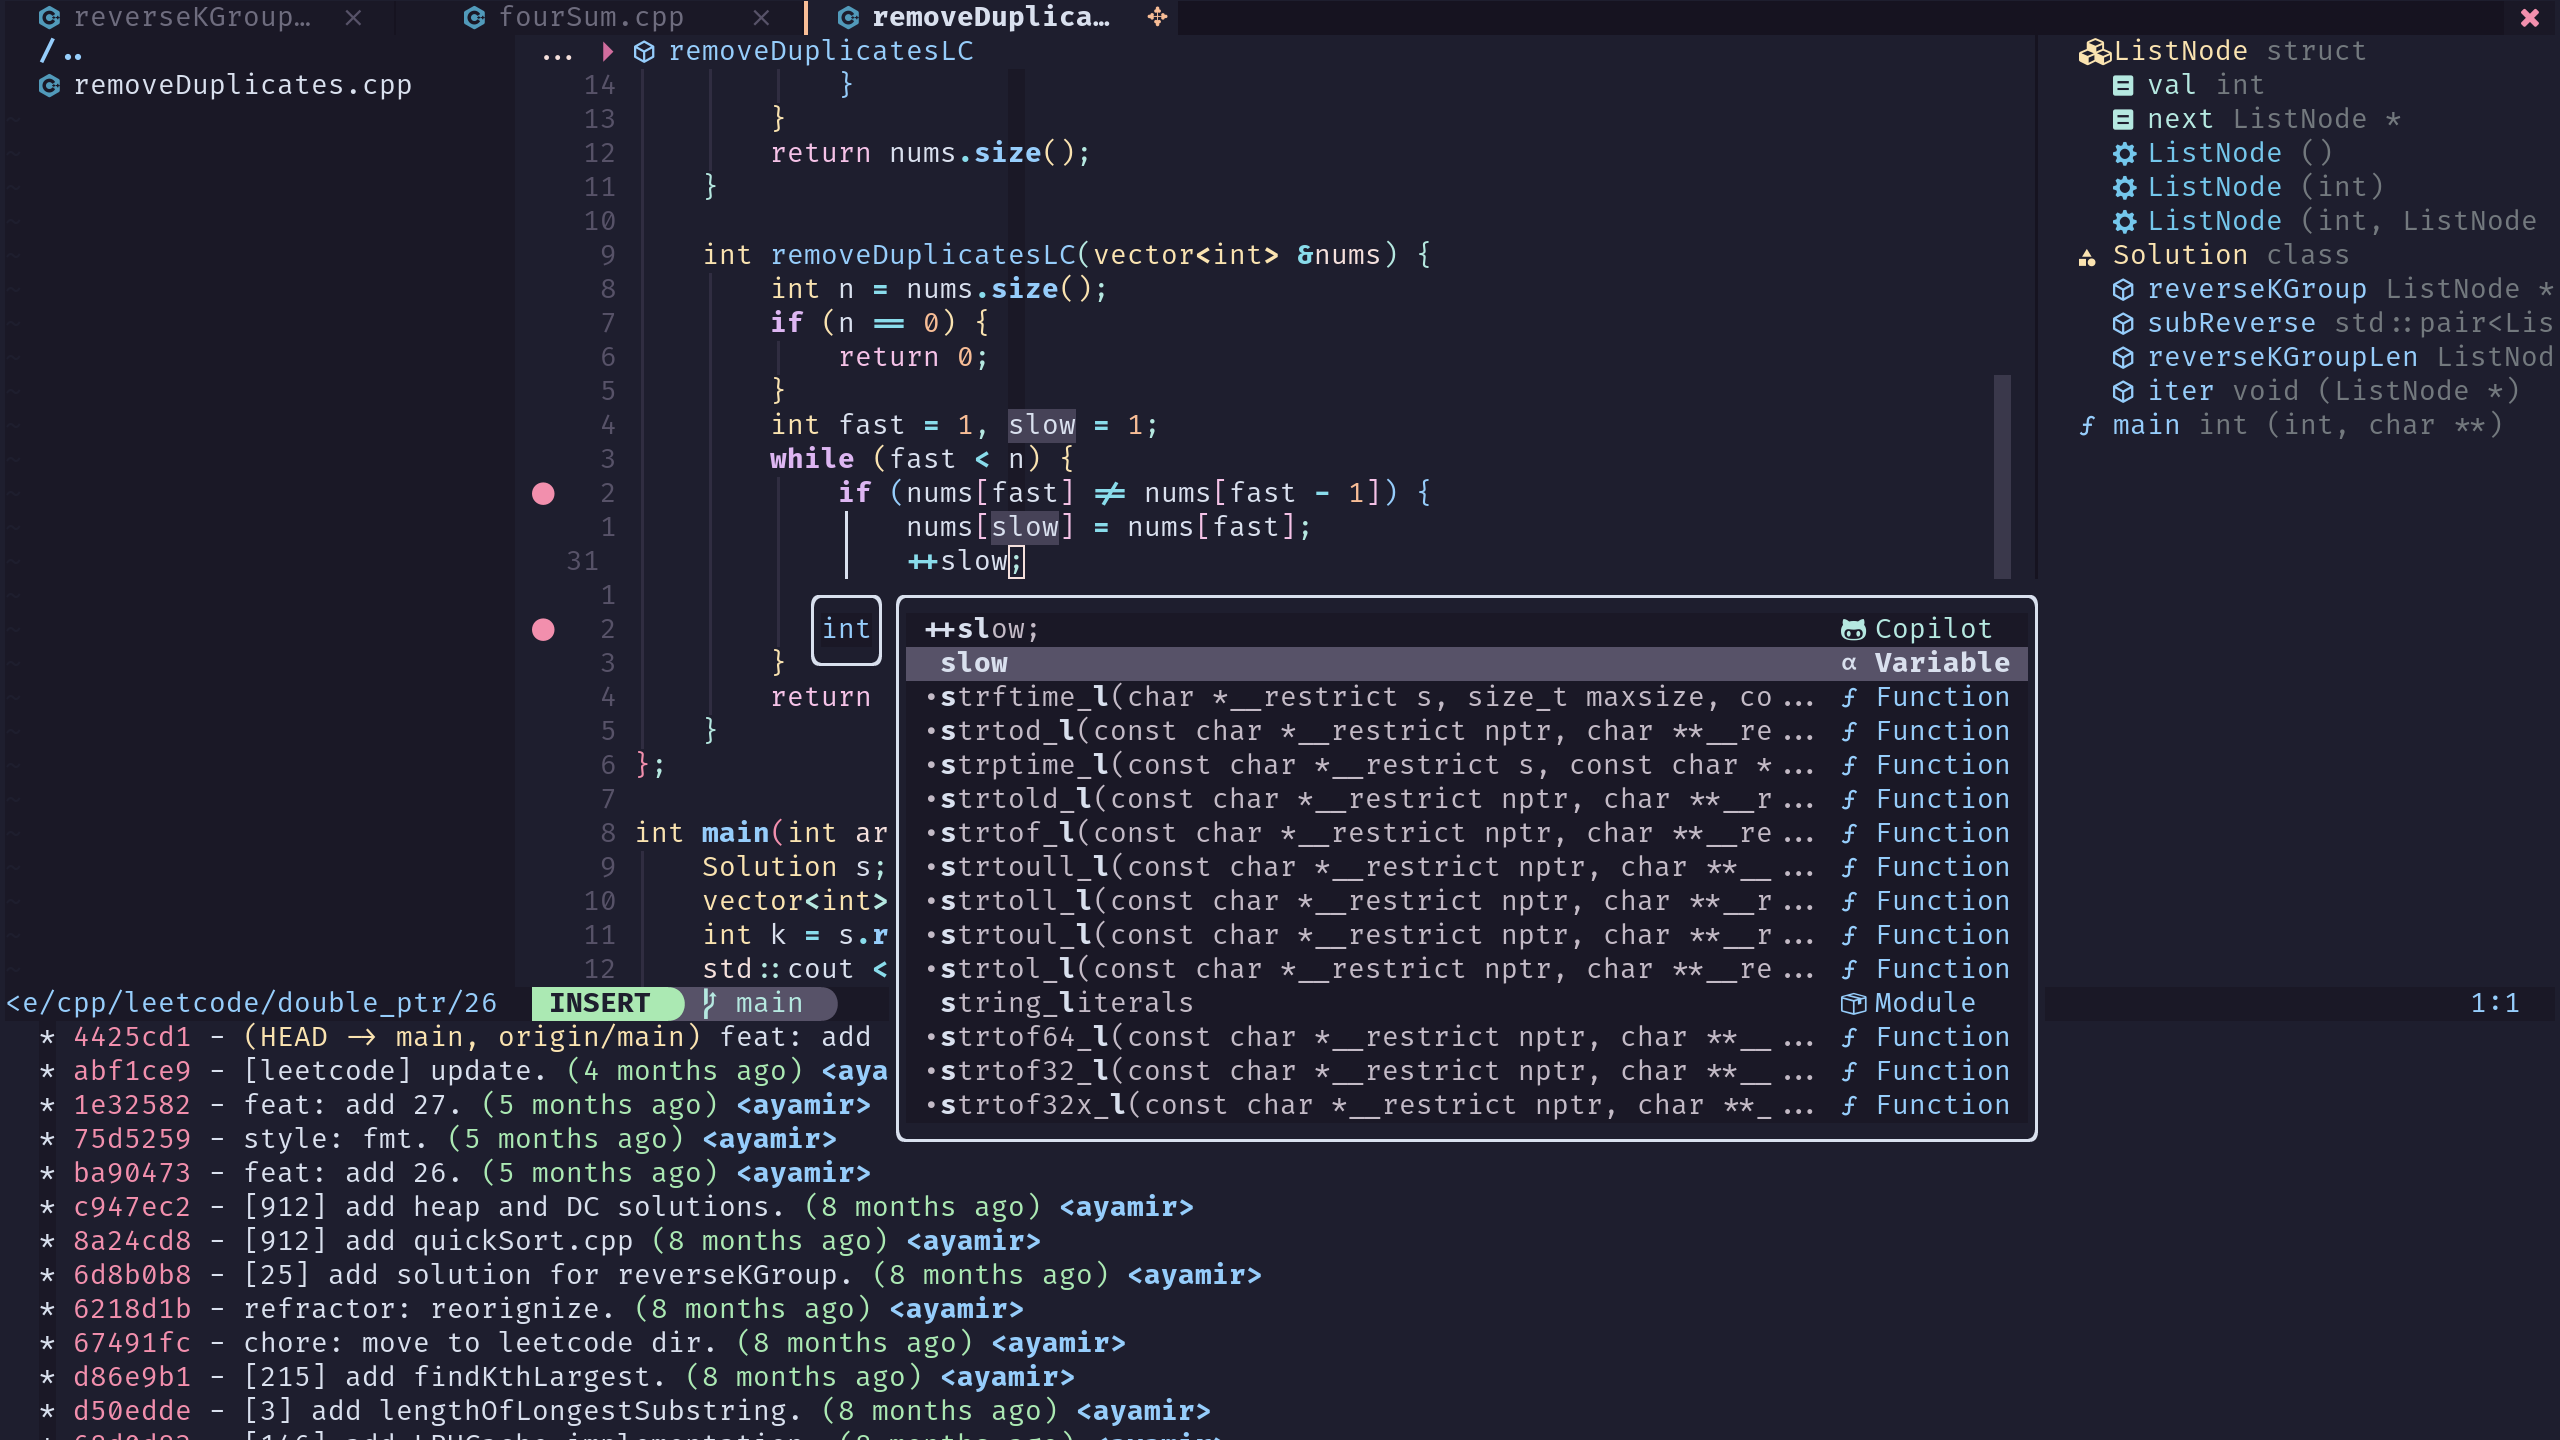 reverseKGroup… × fourSum.cpp × removeDuplica…
/..
removeDuplicates.cpp
… removeDuplicatesLC
14 }
13 }
12 return nums.size();
11 }
10
9 int removeDuplicatesLC(vector<int> &nums) {
8 int n = nums.size();
7 if (n == 0) {
6 return 0;
5 }
4 int fast = 1, slow = 1;
3 while (fast < n) {
2 if (nums[fast] != nums[fast - 1]) {
1 nums[slow] = nums[fast];
31 ++slow;
1
2
3 }
4 return
5 }
6 };
7
8 int main(int ar
9 Solution s;
10 vector<int>
11 int k = s.r
12 std::cout <
int
++slow; Copilot
slow α Variable
•strftime_l(char *__restrict s, size_t maxsize, co... ƒ Function
•strtod_l(const char *__restrict nptr, char **__re... ƒ Function
•strptime_l(const char *__restrict s, const char *... ƒ Function
•strtold_l(const char *__restrict nptr, char **__r... ƒ Function
•strtof_l(const char *__restrict nptr, char **__re... ƒ Function
•strtoull_l(const char *__restrict nptr, char **__... ƒ Function
•strtoll_l(const char *__restrict nptr, char **__r... ƒ Function
•strtoul_l(const char *__restrict nptr, char **__r... ƒ Function
•strtol_l(const char *__restrict nptr, char **__re... ƒ Function
string_literals Module
•strtof64_l(const char *__restrict nptr, char **__... ƒ Function
•strtof32_l(const char *__restrict nptr, char **__... ƒ Function
•strtof32x_l(const char *__restrict nptr, char **_... ƒ Function
ListNode struct
val int
next ListNode *
ListNode ()
ListNode (int)
ListNode (int, ListNode
Solution class
reverseKGroup ListNode *
subReverse std::pair<Lis
reverseKGroupLen ListNod
iter void (ListNode *)
ƒ main int (int, char **)
<e/cpp/leetcode/double_ptr/26 INSERT main 1:1
* 4425cd1 - (HEAD -> main, origin/main) feat: add
* abf1ce9 - [leetcode] update. (4 months ago) <aya
* 1e32582 - feat: add 27. (5 months ago) <ayamir>
* 75d5259 - style: fmt. (5 months ago) <ayamir>
* ba90473 - feat: add 26. (5 months ago) <ayamir>
* c947ec2 - [912] add heap and DC solutions. (8 months ago) <ayamir>
* 8a24cd8 - [912] add quickSort.cpp (8 months ago) <ayamir>
* 6d8b0b8 - [25] add solution for reverseKGroup. (8 months ago) <ayamir>
* 6218d1b - refractor: reorignize. (8 months ago) <ayamir>
* 67491fc - chore: move to leetcode dir. (8 months ago) <ayamir>
* d86e9b1 - [215] add findKthLargest. (8 months ago) <ayamir>
* d50edde - [3] add lengthOfLongestSubstring. (8 months ago) <ayamir>